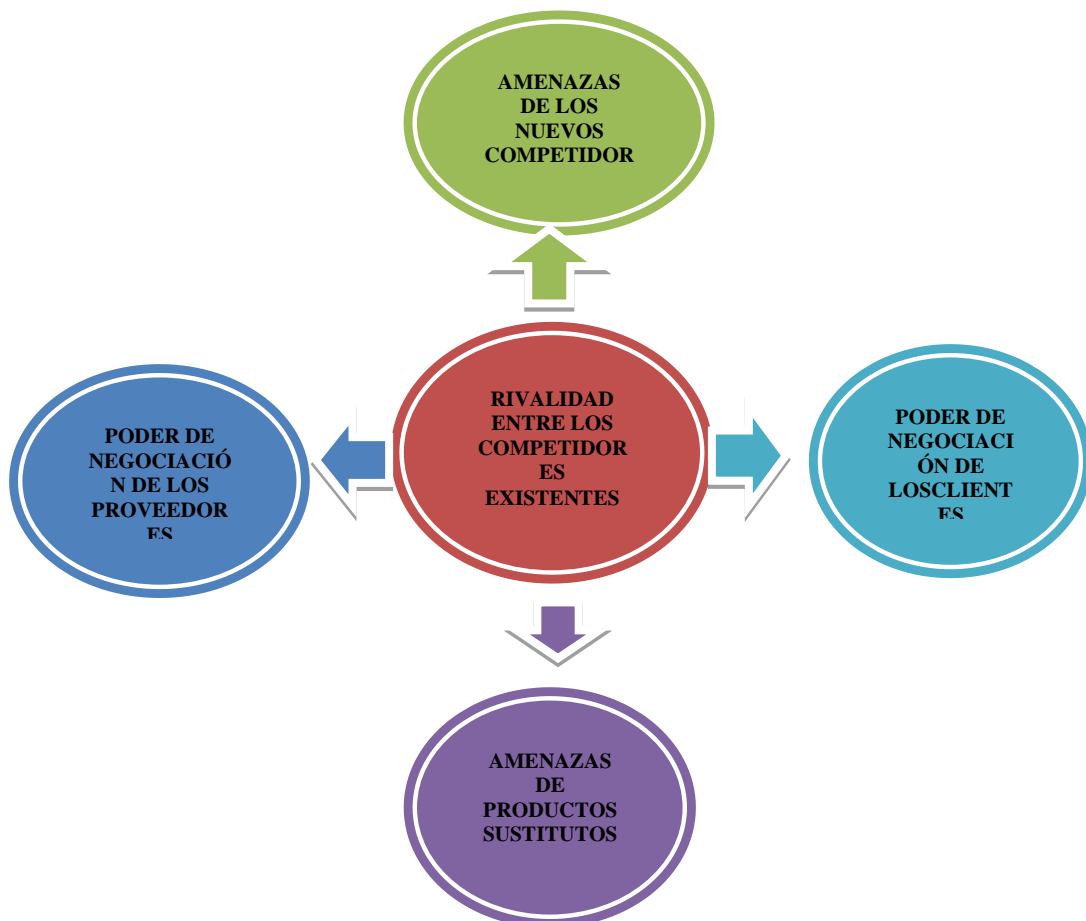 AMENAZAS
DE LOS
NUEVOS
COMPETIDOR
PODER DE
NEGOCIACIÓ
N DE LOS
PROVEEDOR
ES
RIVALIDAD
ENTRE LOS
COMPETIDOR
ES
EXISTENTES
PODER DE
NEGOCIACI
ÓN DE
LOSCLIENT
ES
AMENAZAS
DE
PRODUCTOS
SUSTITUTOS